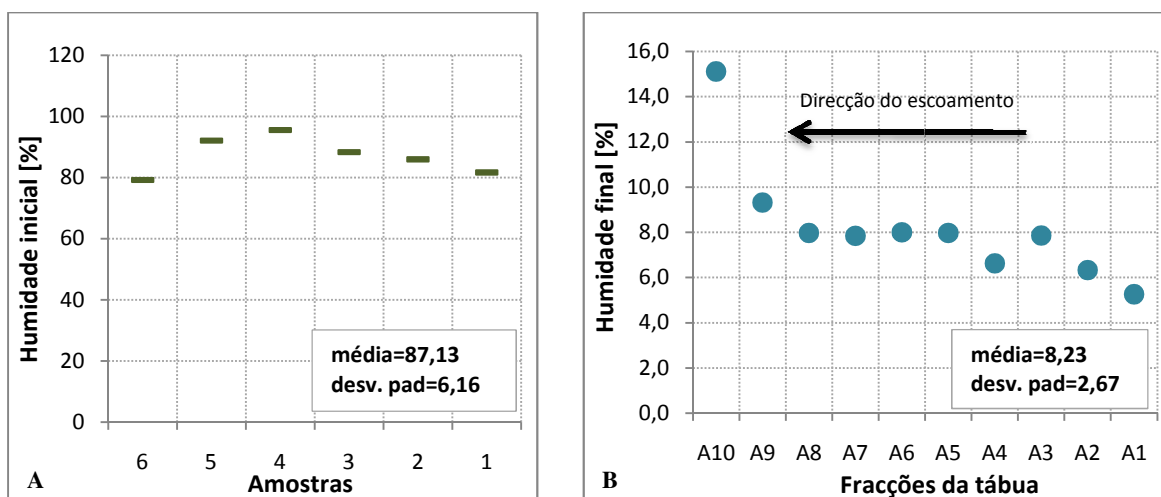 Humidade inicial [%]
120
100
80
60
40
20
0
média=87,13
desv. pad=6,16
6 5 4 3 2 1
A
Amostras
Humidade final [%]
16,0
14,0
12,0
10,0
8,0
6,0
4,0
2,0
0,0
Direcção do escoamento
média=8,23
desv. pad=2,67
A10 A9 A8 A7 A6 A5 A4 A3 A2 A1
B
Fracções da tábua